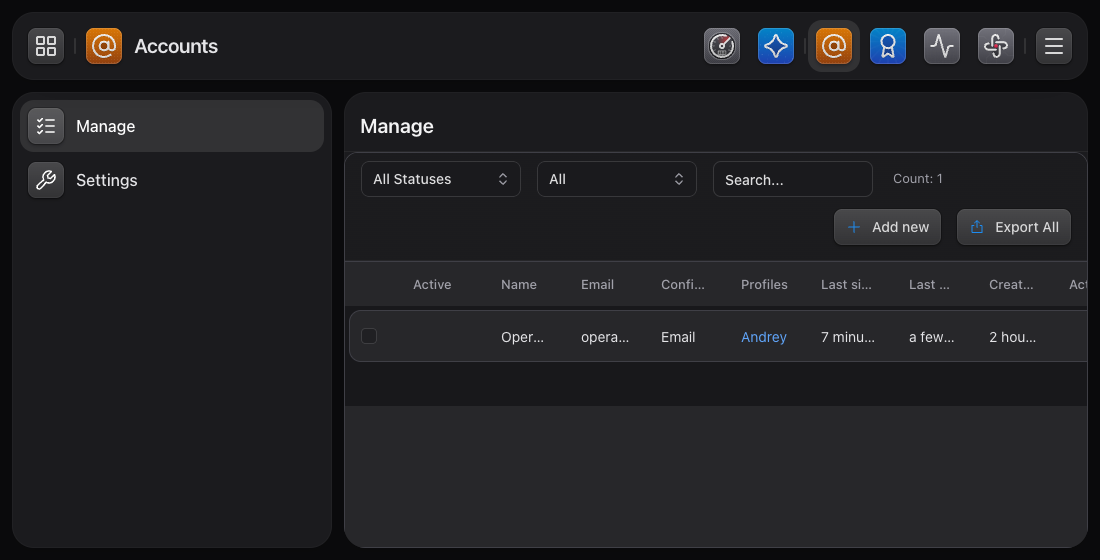 Accounts
Manage
Settings
Manage
All Statuses All Search... Count: 1
Add new Export All
Active Name Email Confi... Profiles Last si... Last ... Creat... Act
Oper... opera... Email Andrey 7 minu... a few... 2 hou...